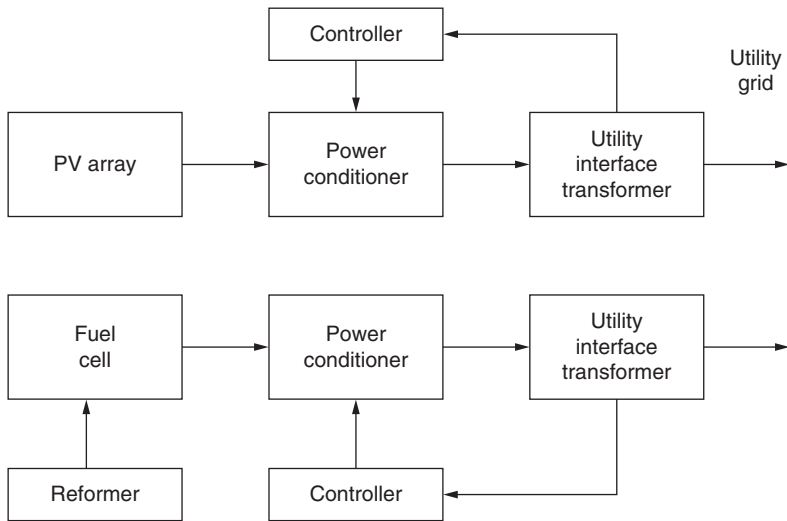 Controller
Utility
grid
PV array
Power
conditioner
Utility
interface
transformer
Fuel
cell
Power
conditioner
Utility
interface
transformer
Reformer
Controller